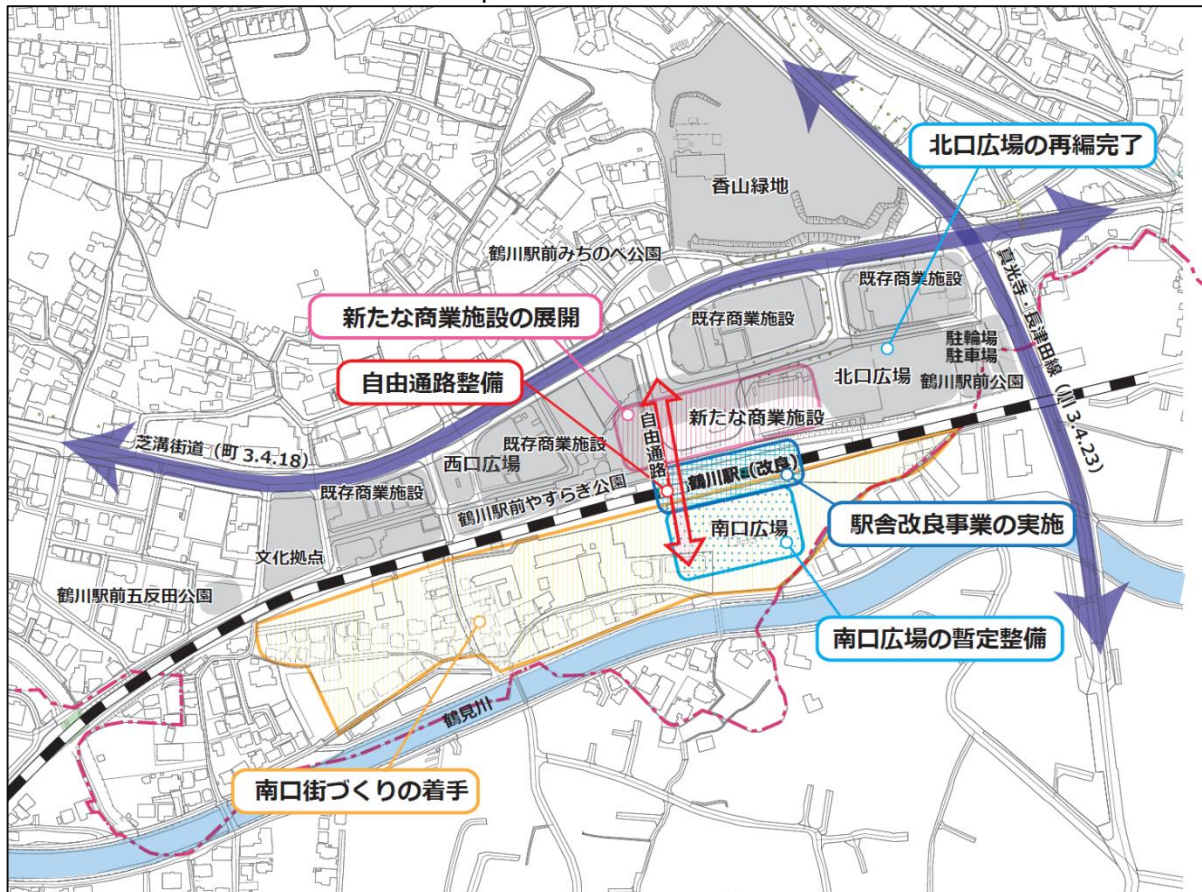 北口広場の再編完了
香山緑地
鶴川駅前みちのべ公園
既存商業施設
新たな商業施設の展開
既存商業施設
駐輪場
駐車場
北口広場
鶴川駅前公園
自由通路整備
新たな商業施設
自由通路
真光寺・長津田線（川 3.4.23）
芝溝街道（町 3.4.18）
既存商業施設
西口広場
鶴川駅（改良）
既存商業施設
鶴川駅前やすらぎ公園
南口広場
駅舎改良事業の実施
文化拠点
鶴川駅前五反田公園
南口広場の暫定整備
鶴見川
南口街づくりの着手